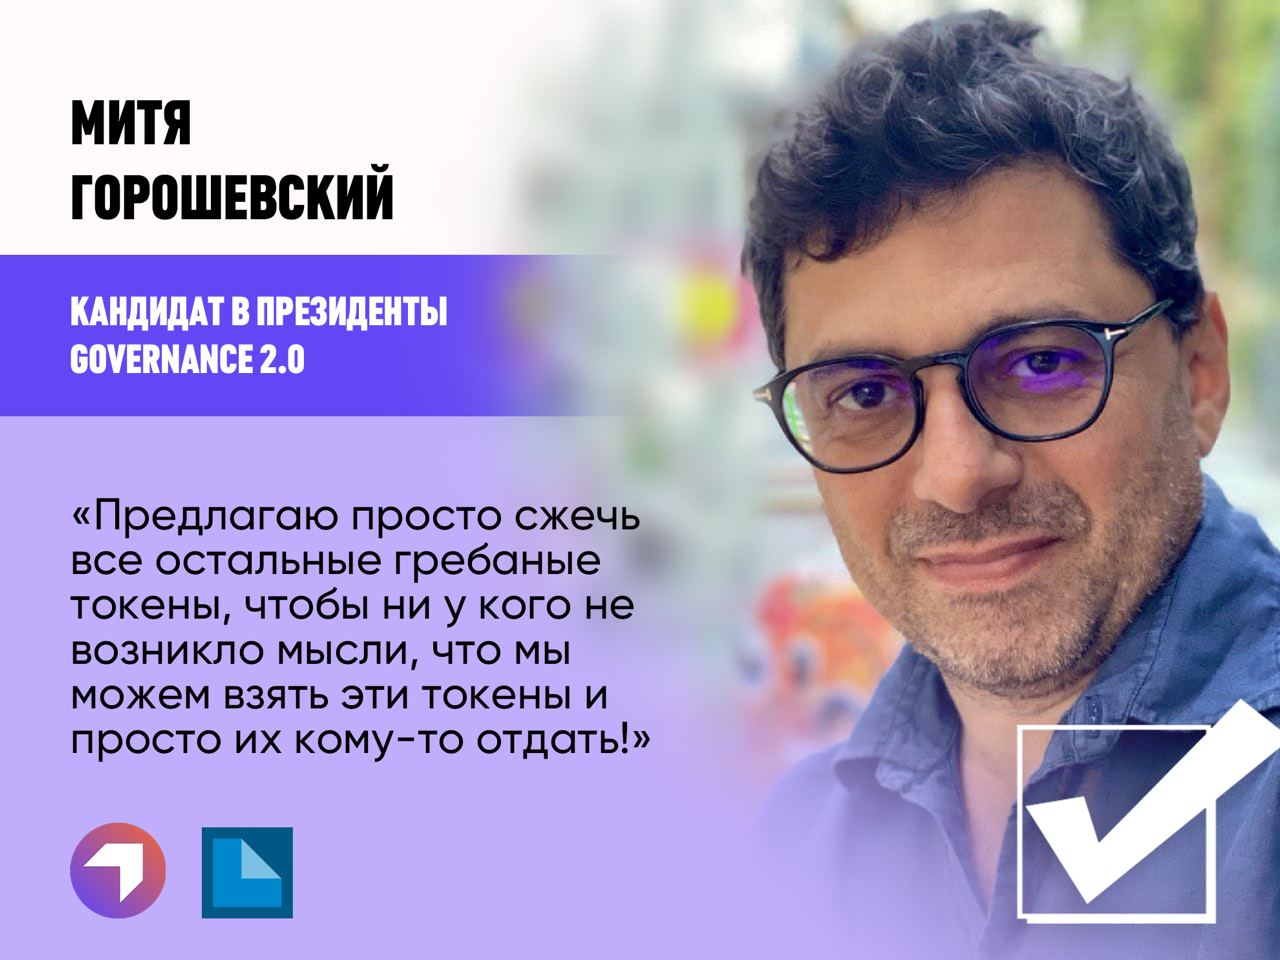 МИТЯ
ГОРОШЕВСКИЙ
КАНДИДАТ В ПРЕЗИДЕНТЫ
GOVERNANCE 2.0
«Предлагаю просто сжечь
все остальные гребаные
токены, чтобы ни у кого не
возникло мысли, что мы
можем взять эти токены и
просто их кому-то отдать!»